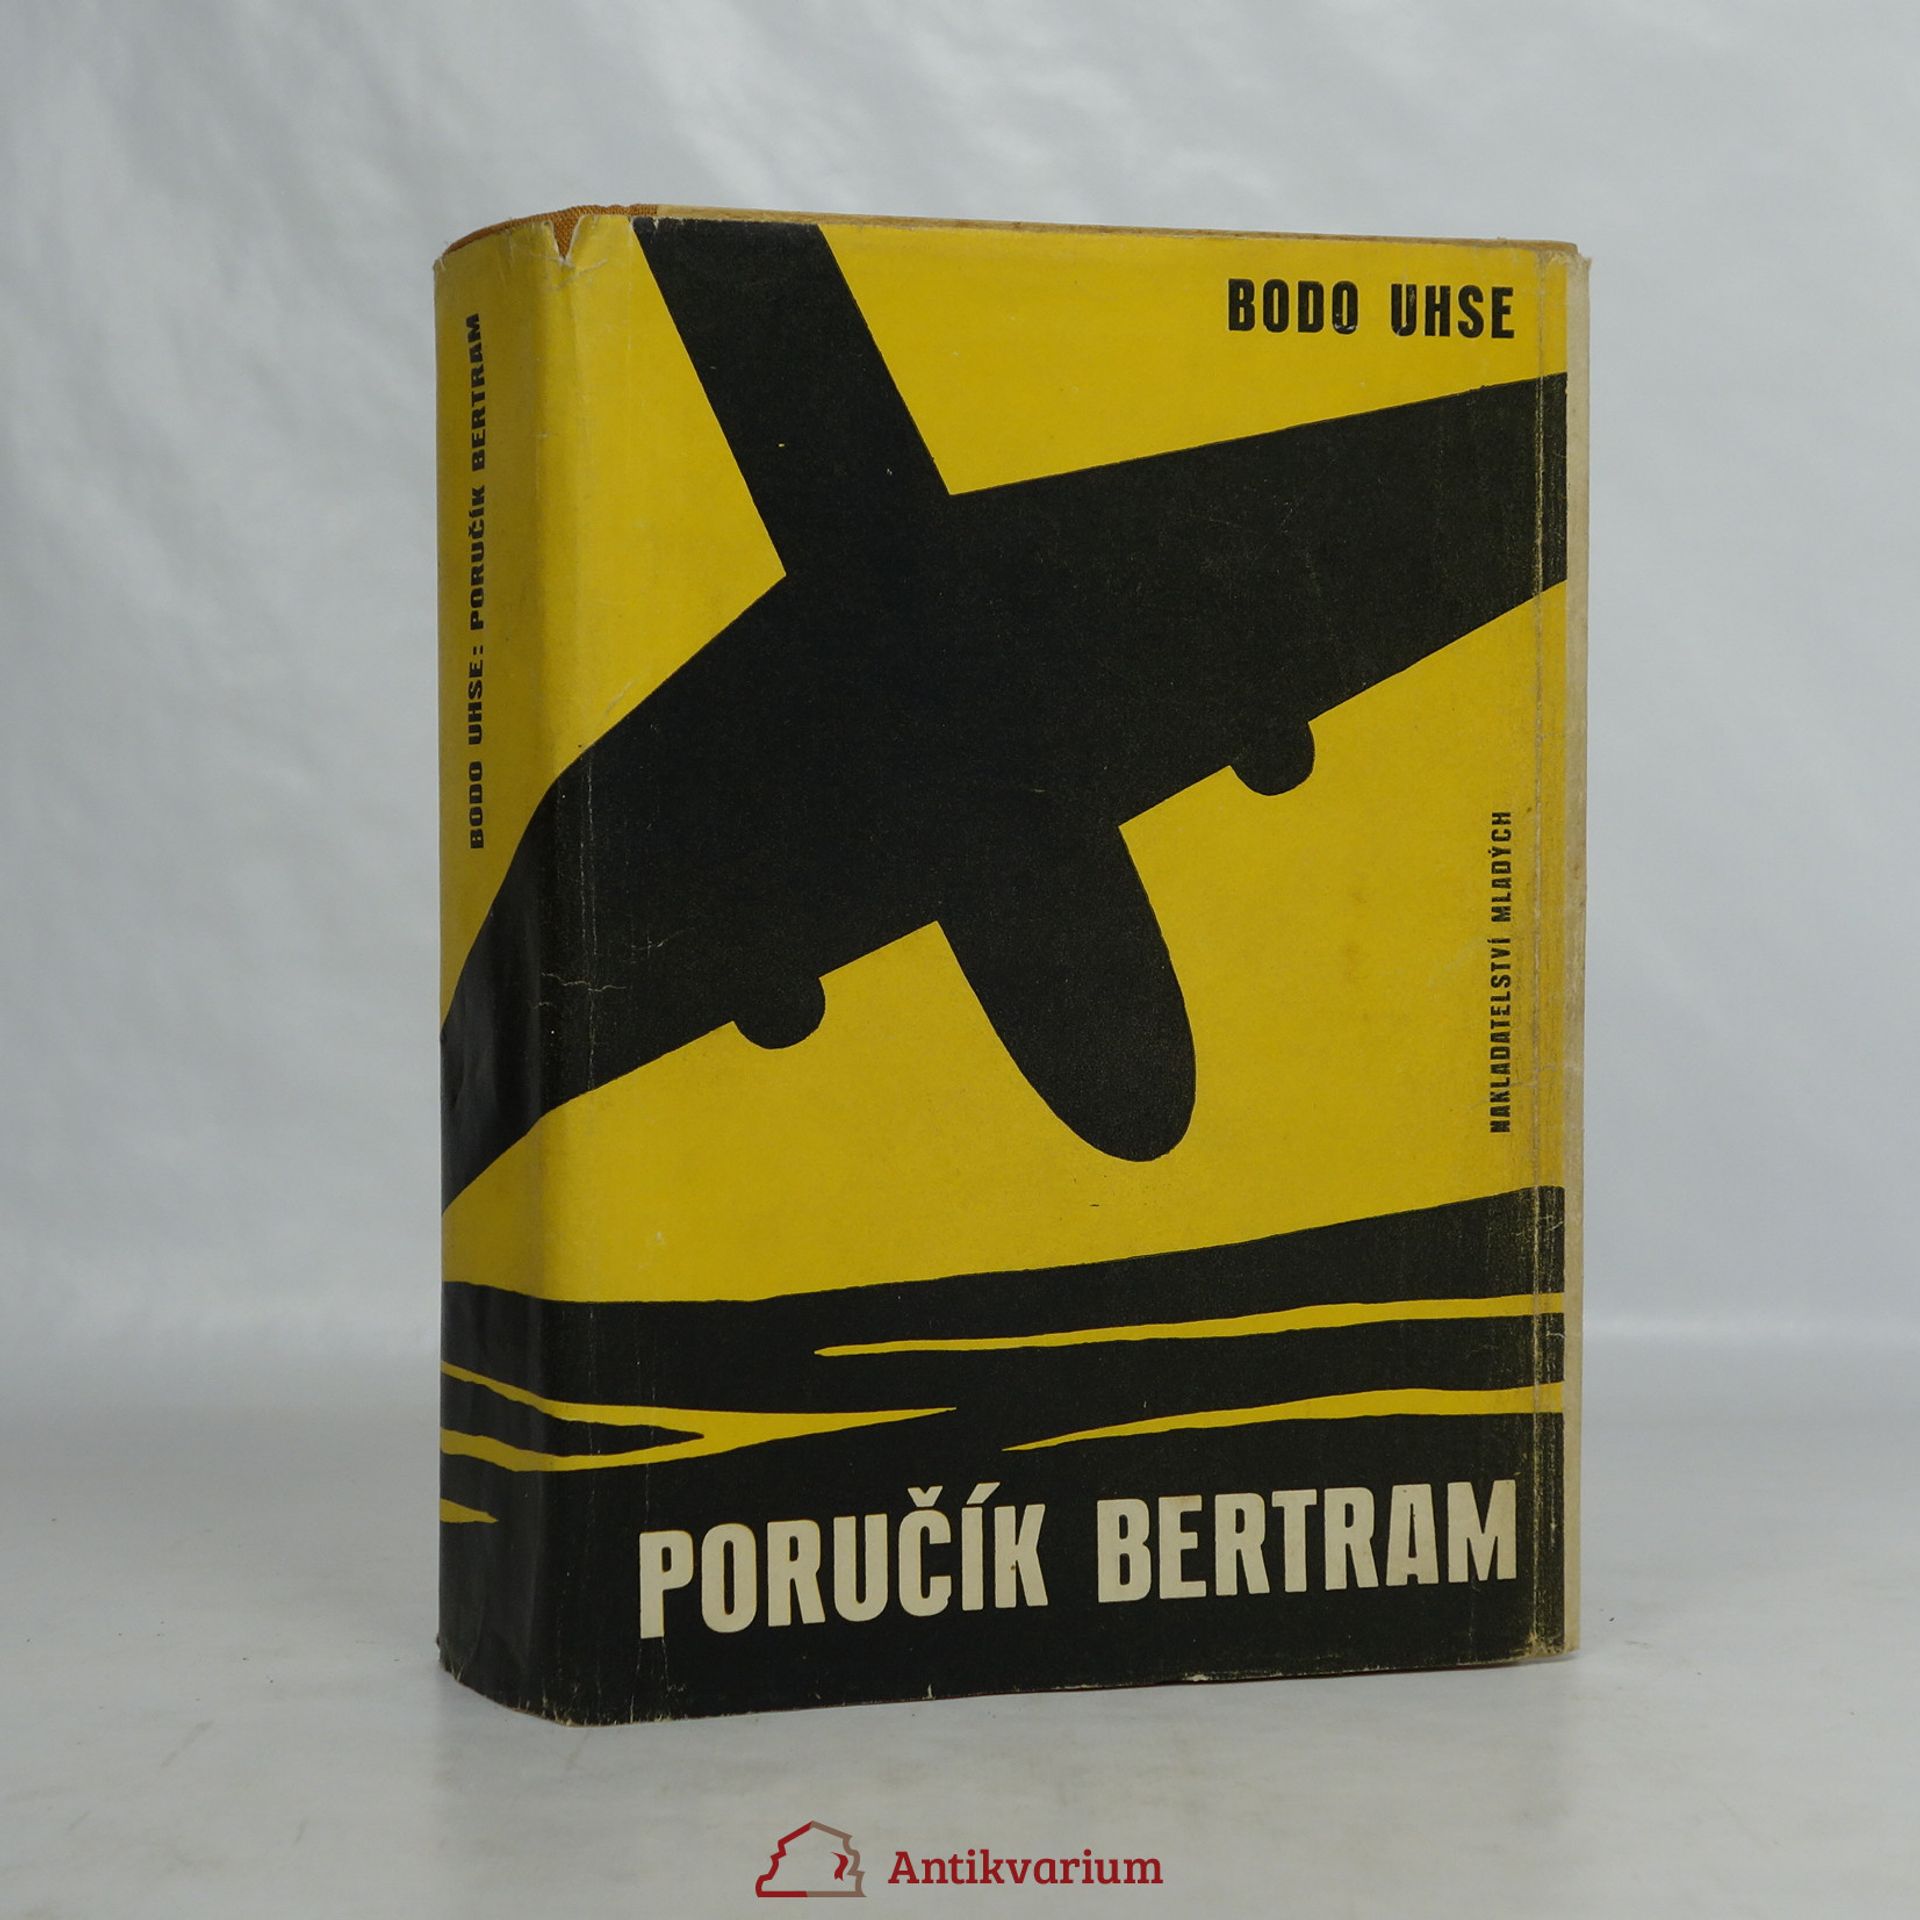 BODO UHSE: PORUČÍK BERTRAM
BODO UHSE
NAKLADATELSTVÍ MLADÝCH
PORUČÍK BERTRAM
Antikvarium